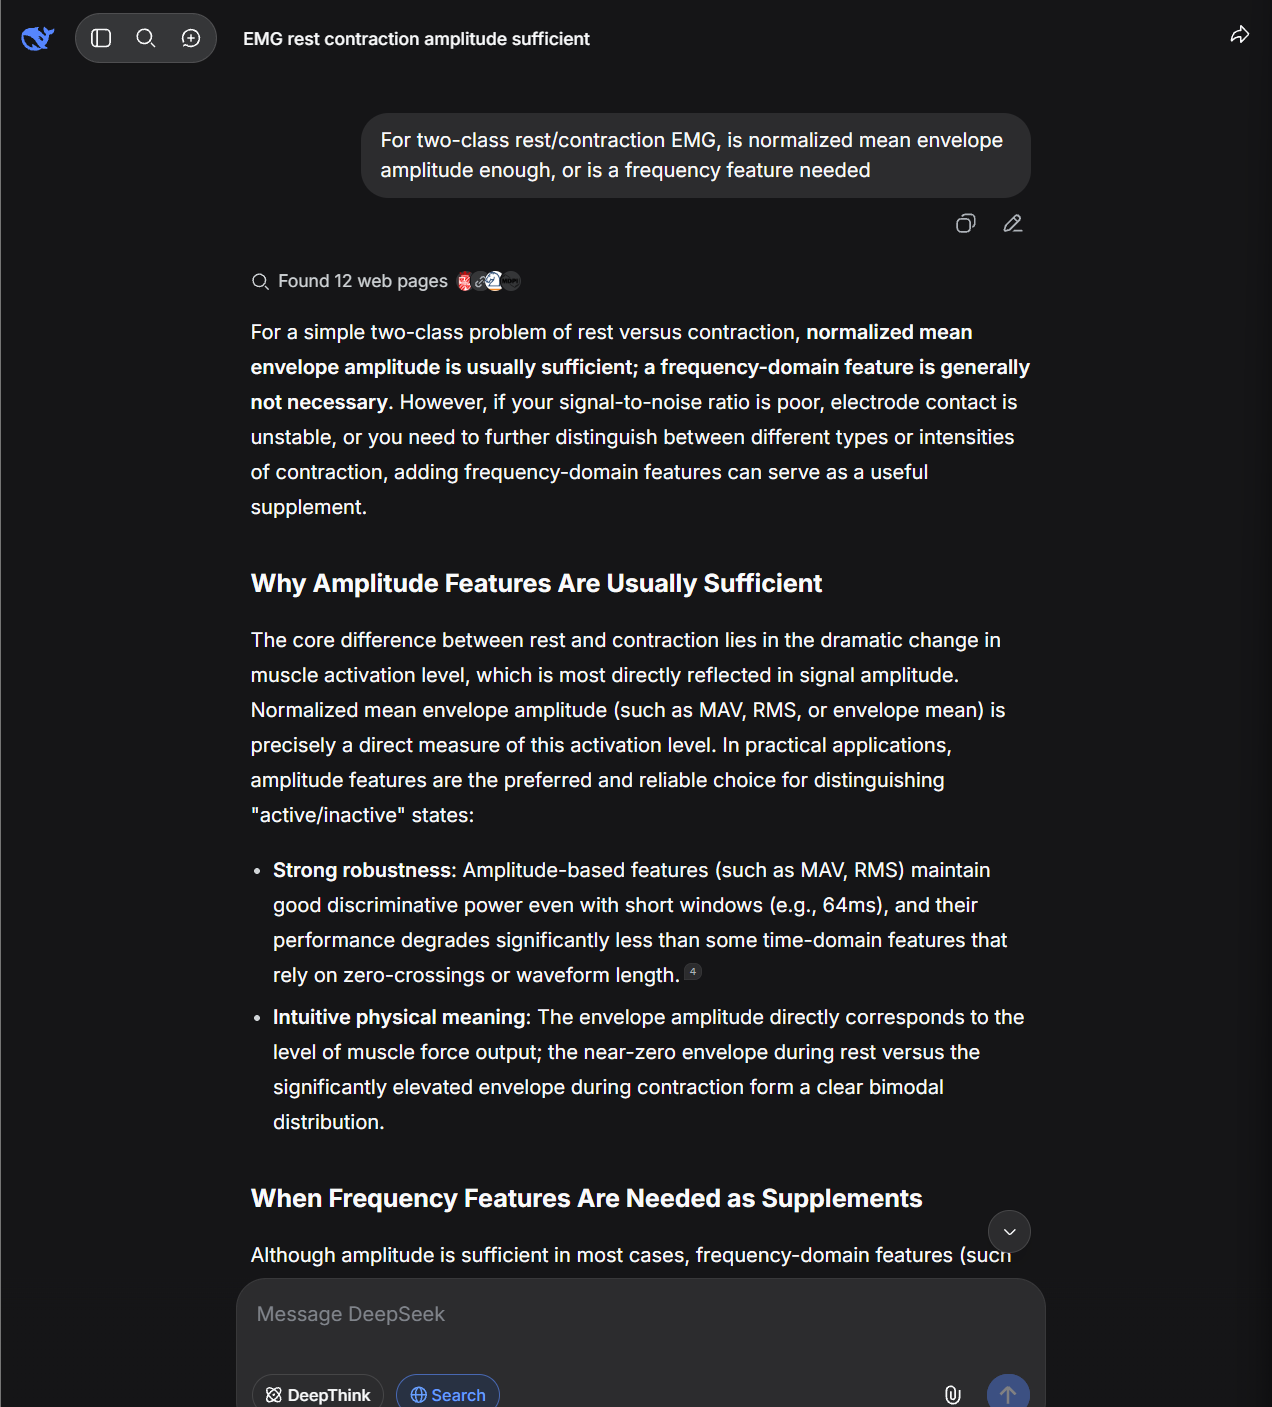 EMG rest contraction amplitude sufficient
For two-class rest/contraction EMG, is normalized mean envelope
amplitude enough, or is a frequency feature needed
Found 12 web pages
For a simple two-class problem of rest versus contraction, normalized mean
envelope amplitude is usually sufficient; a frequency-domain feature is generally
not necessary. However, if your signal-to-noise ratio is poor, electrode contact is
unstable, or you need to further distinguish between different types or intensities
of contraction, adding frequency-domain features can serve as a useful
supplement.
Why Amplitude Features Are Usually Sufficient
The core difference between rest and contraction lies in the dramatic change in
muscle activation level, which is most directly reflected in signal amplitude.
Normalized mean envelope amplitude (such as MAV, RMS, or envelope mean) is
precisely a direct measure of this activation level. In practical applications,
amplitude features are the preferred and reliable choice for distinguishing
"active/inactive" states:
• Strong robustness: Amplitude-based features (such as MAV, RMS) maintain
good discriminative power even with short windows (e.g., 64ms), and their
performance degrades significantly less than some time-domain features that
rely on zero-crossings or waveform length. 4
• Intuitive physical meaning: The envelope amplitude directly corresponds to the
level of muscle force output; the near-zero envelope during rest versus the
significantly elevated envelope during contraction form a clear bimodal
distribution.
When Frequency Features Are Needed as Supplements
Although amplitude is sufficient in most cases, frequency-domain features (such
Message DeepSeek
DeepThink
Search